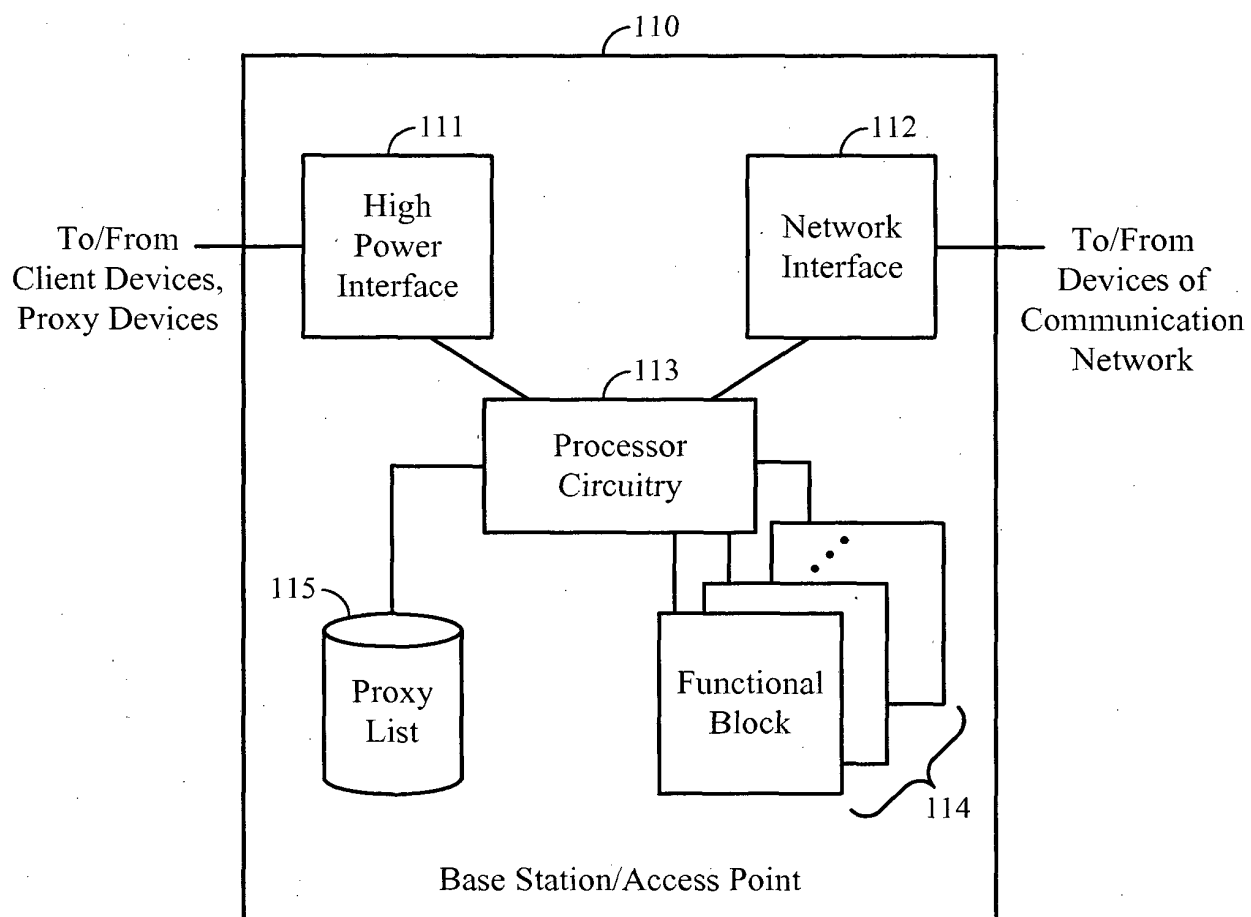 110
111
112
High
Power
Interface
Network
Interface
To/From
Client Devices,
Proxy Devices
To/From
Devices of
Communication
Network
113
Processor
Circuitry
115
Proxy
List
Functional
Block
114
Base Station/Access Point